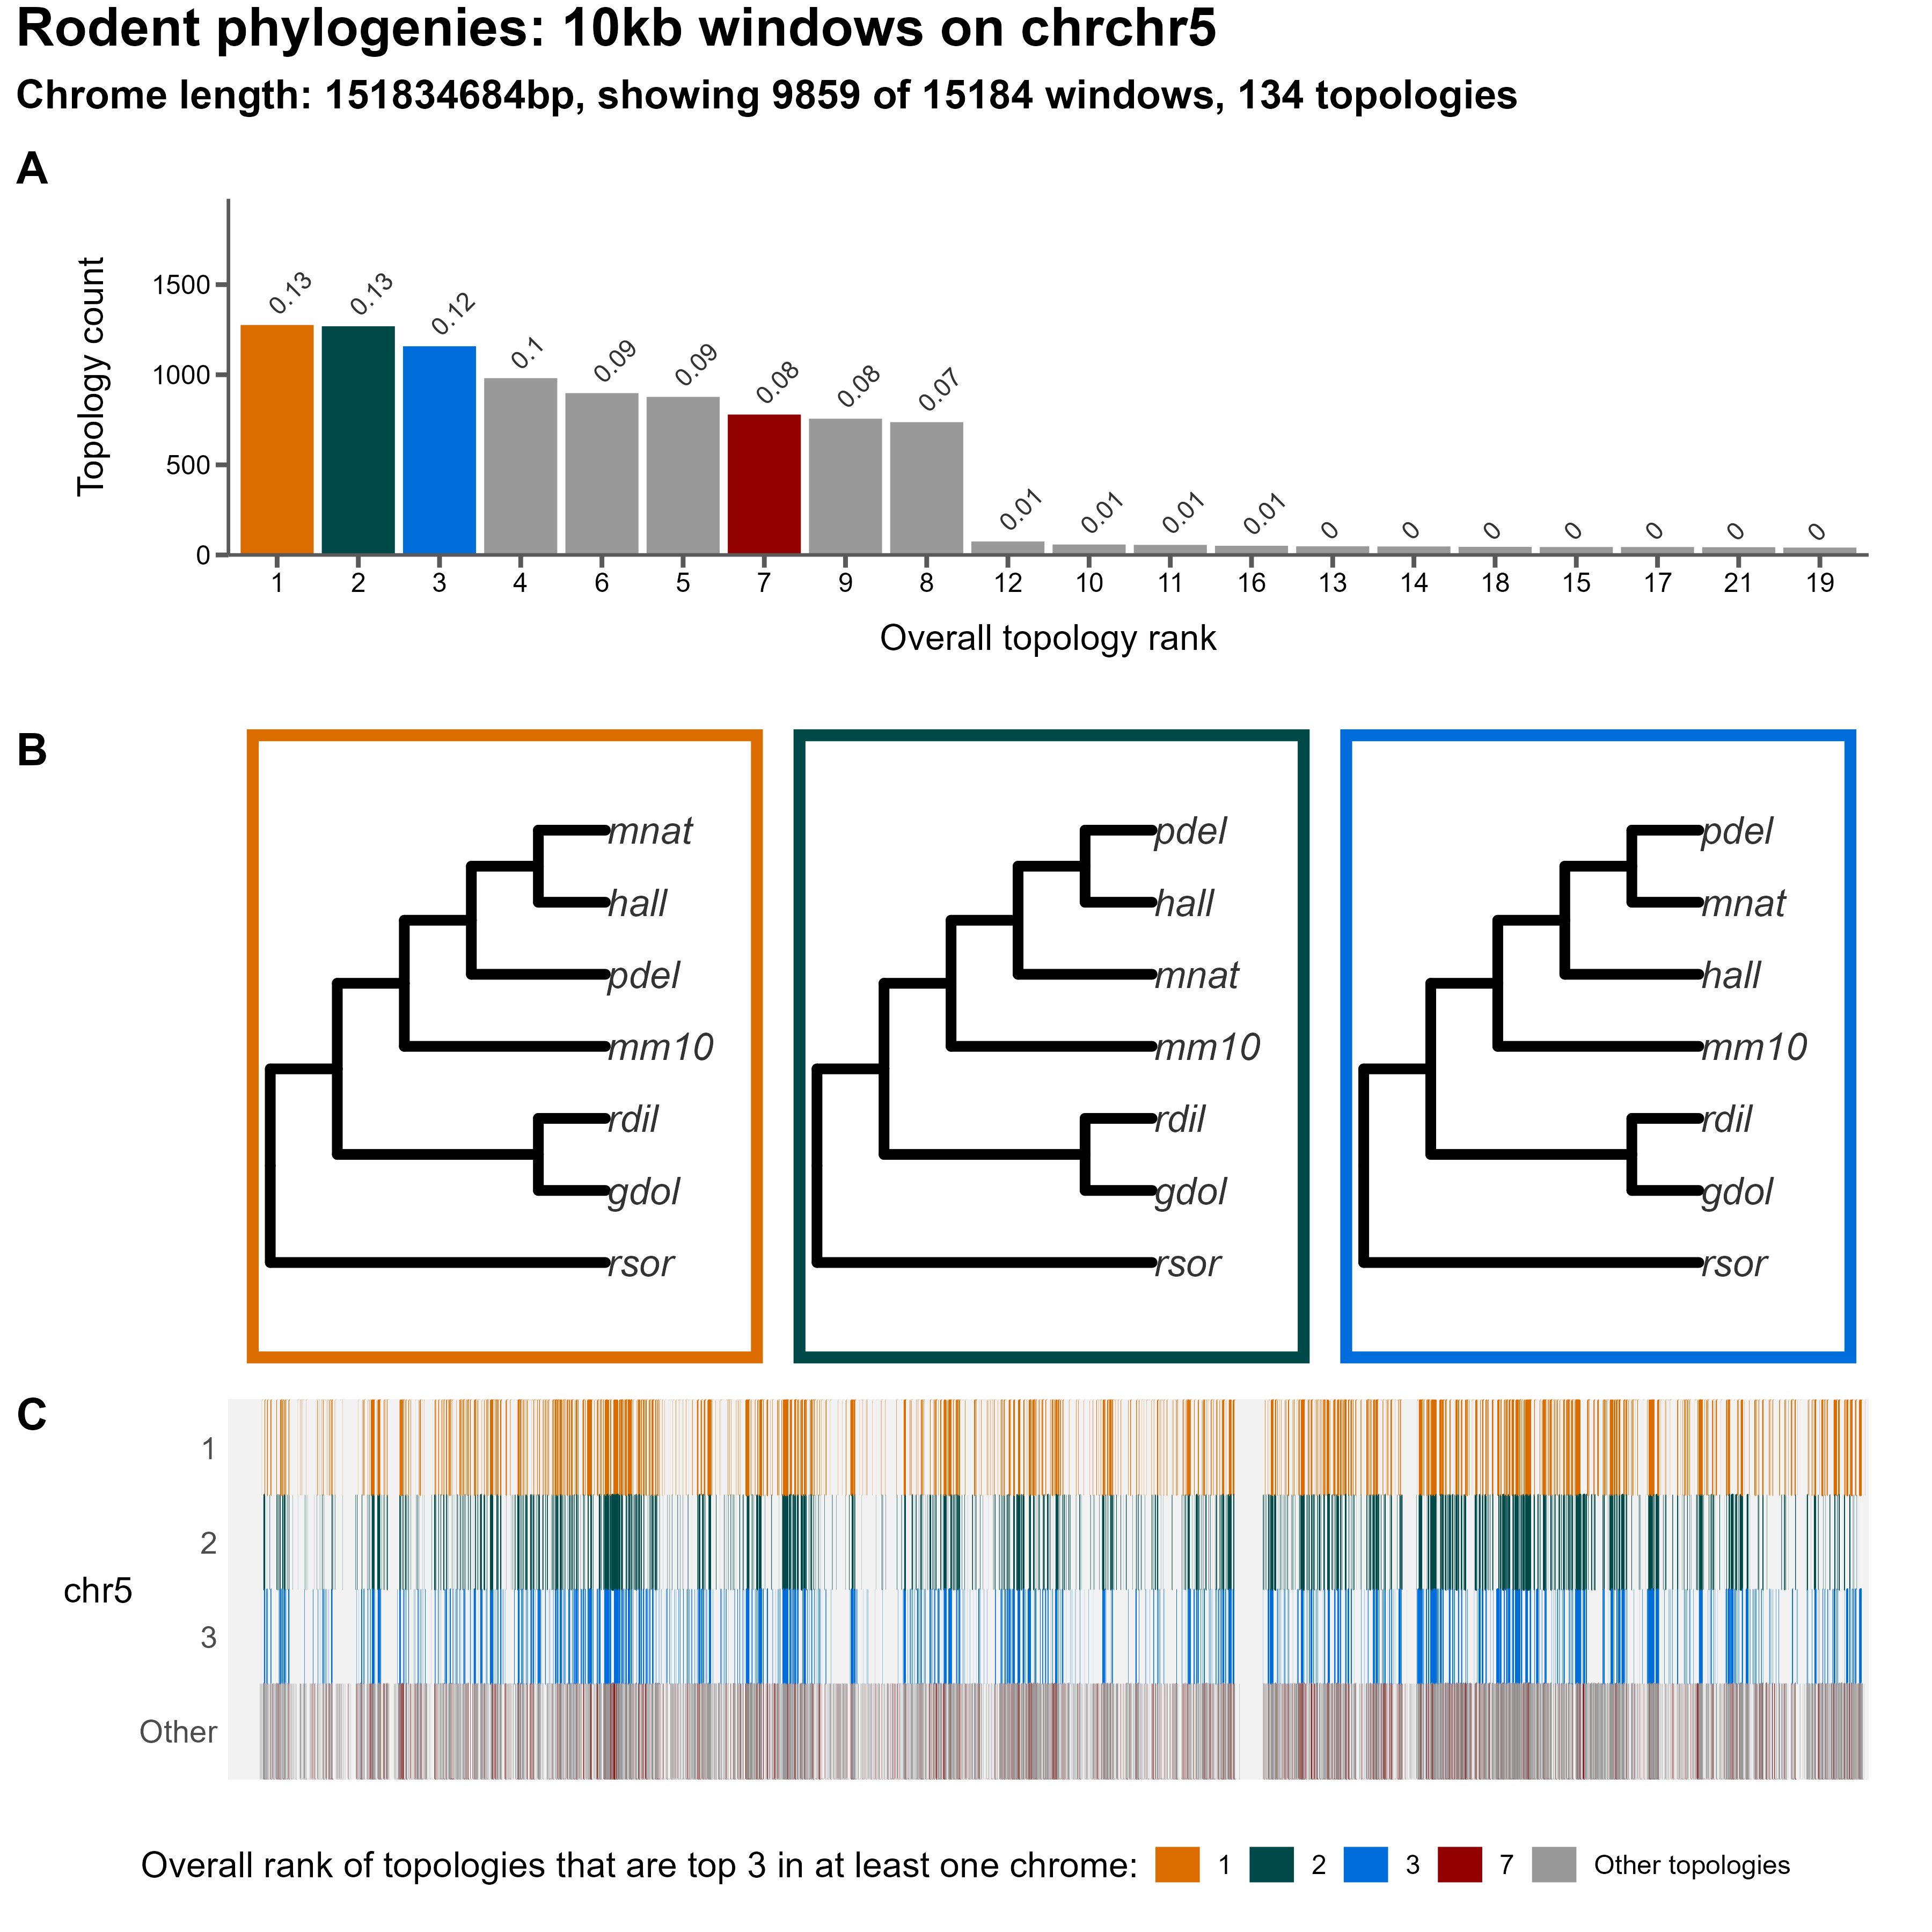 Rodent phylogenies: 10kb windows on chrchr5
Chrome length: 151834684bp, showing 9859 of 15184 windows, 134 topologies
A
Topology count
1500
1000
500
0
0.13 0.13 0.12 0.1 0.09 0.09 0.08 0.08 0.07 0.01 0.01 0.01 0.01 0 0 0 0 0 0 0
1 2 3 4 6 5 7 9 8 12 10 11 16 13 14 18 15 17 21 19
Overall topology rank
B
mnat
hall
pdel
mm10
rdil
gdol
rsor
pdel
hall
mnat
mm10
rdil
gdol
rsor
pdel
mnat
hall
mm10
rdil
gdol
rsor
C
chr5
1
2
3
Other
Overall rank of topologies that are top 3 in at least one chrome: 1 2 3 7 Other topologies